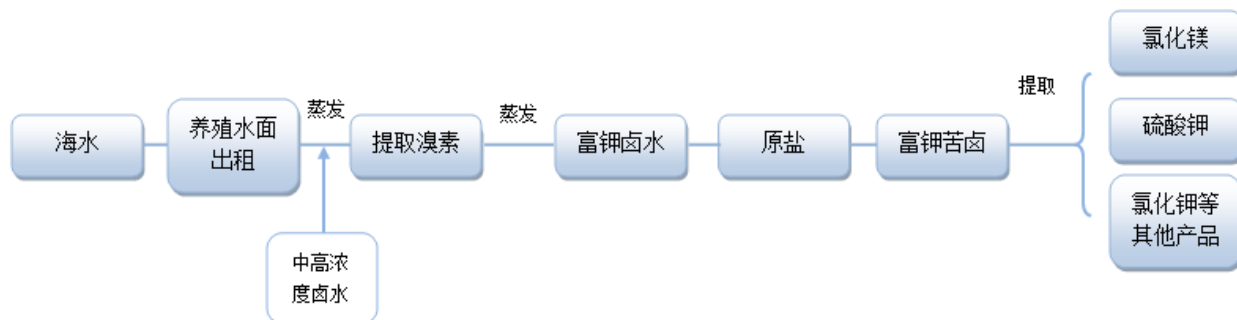 海水
养殖水面
出租
蒸发
中高浓
度卤水
提取溴素
蒸发
富钾卤水
原盐
富钾苦卤
提取
氯化镁
硫酸钾
氯化钾等
其他产品